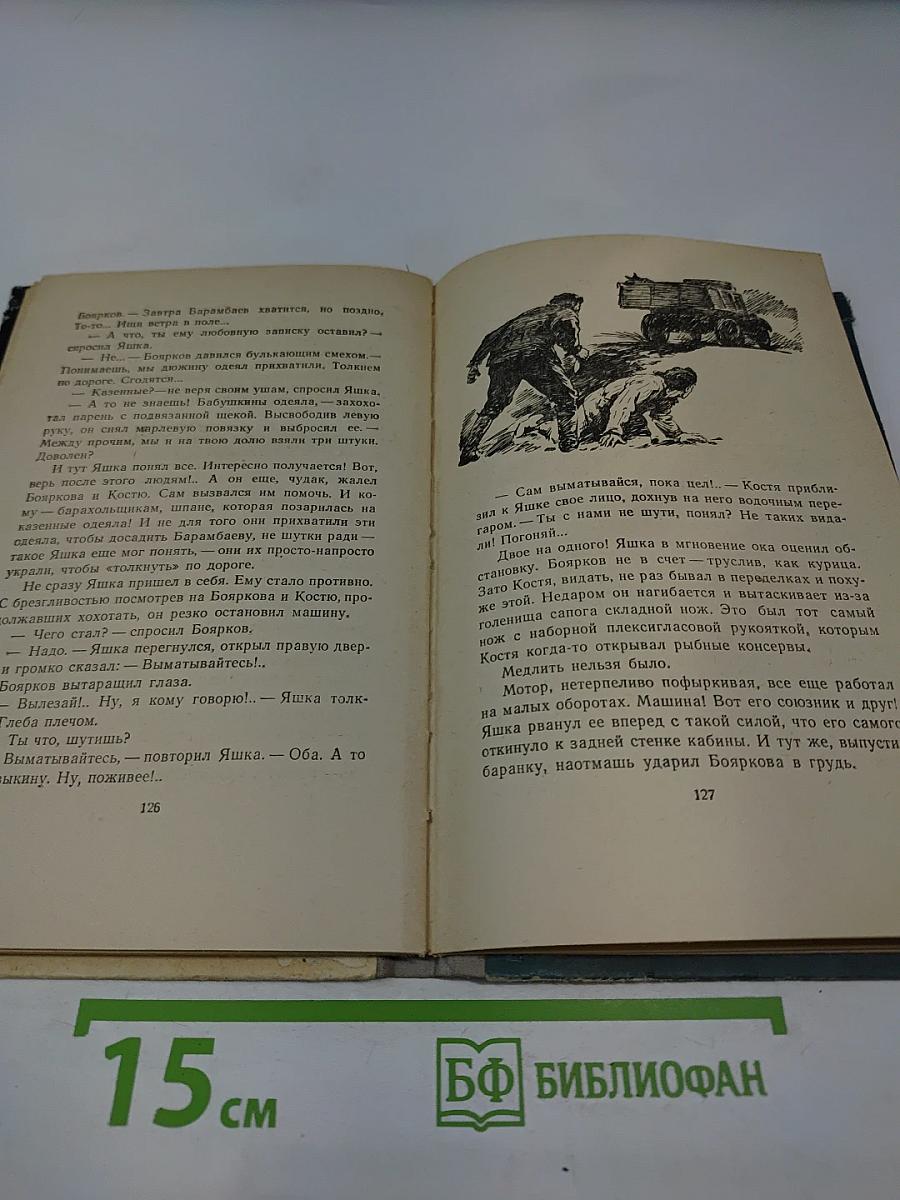 Боярков. — Завтра Барамбаев хватится, но поздно,
То-то... Ищи ветра в поле...
— А что, ты ему любовную записку оставил? —
спросил Яшка.
— Не... — Боярков давился булькающим смехом. —
Понимаешь, мы дюжину одеял прихватили. Толкнем
по дороге. Сгодится...
— Казенные? — не веря своим ушам, спросил Яшка.
— А то не знаешь! Бабушкины одеяла, — захохо-
тал парень с подвязанной щекой. Высвободив левую
руку, он снял марлевую повязку и выбросил ее. —
Между прочим, мы и на твою долю взяли три штуки.
Доволен?
И тут Яшка понял все. Интересно получается! Вот,
верь после этого людям!.. А он еще, чудак, жалел
Бояркова и Костю. Сам вызвался им помочь. И ко-
му — барахольщикам, шпане, которая позарилась на
казенные одеяла! И не для того они прихватили эти
одеяла, чтобы досадить Барамбаеву, не шутки ради —
такое Яшка еще мог понять, — они их просто-напросто
украли, чтобы «толкнуть» по дороге.
Не сразу Яшка пришел в себя. Ему стало противно.
С брезгливостью посмотрев на Бояркова и Костю, про-
должавших хохотать, он резко остановил машину.
— Чего стал? — спросил Боярков.
— Надо. — Яшка перегнулся, открыл правую двер-
и громко сказал: — Выматывайтесь!..
Боярков вытаращил глаза.
— Вылезай!.. Ну, я кому говорю!.. — Яшка толк-
Глеба плечом.
Ты что, шутишь?
Выматывайтесь, — повторил Яшка. — Оба. А то
выкину. Ну, поживее!..
126
— Сам выматывайся, пока цел!.. — Костя прибли-
зил к Яшке свое лицо, дохнув на него водочным пере-
гаром. — Ты с нами не шути, понял? Не таких вида-
ли! Погоняй...
Двое на одного! Яшка в мгновение ока оценил об-
становку. Боярков не в счет — труслив, как курица.
Зато Костя, видать, не раз бывал в переделках и поху-
же этой. Недаром он нагибается и вытаскивает из-за
голенища сапога складной нож. Это был тот самый
нож с наборной плексигласовой рукояткой, которым
Костя когда-то открывал рыбные консервы.
Медлить нельзя было.
Мотор, нетерпеливо пофыркивая, все еще работал
на малых оборотах. Машина! Вот его союзник и друг!
Яшка рванул ее вперед с такой силой, что его самого
откинуло к задней стенке кабины. И тут же, выпусти
баранку, наотмашь ударил Бояркова в грудь.
127
15 см
БФ БИБЛИОФАН